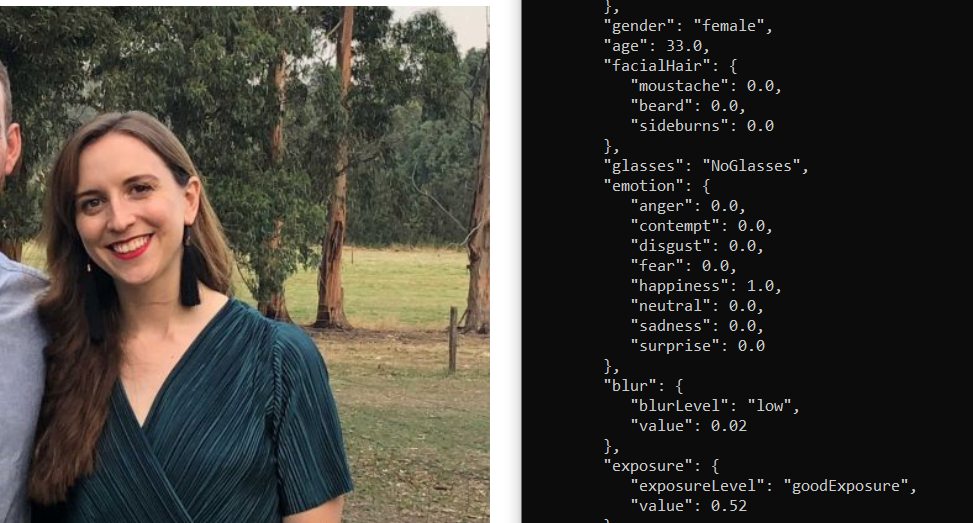 },
"gender": "female",
"age": 33.0,
"facialHair": {
"moustache": 0.0,
"beard": 0.0,
"sideburns": 0.0
},
"glasses": "NoGlasses",
"emotion": {
"anger": 0.0,
"contempt": 0.0,
"disgust": 0.0,
"fear": 0.0,
"happiness": 1.0,
"neutral": 0.0,
"sadness": 0.0,
"surprise": 0.0
},
"blur": {
"blurLevel": "low",
"value": 0.02
},
"exposure": {
"exposureLevel": "goodExposure",
"value": 0.52
}